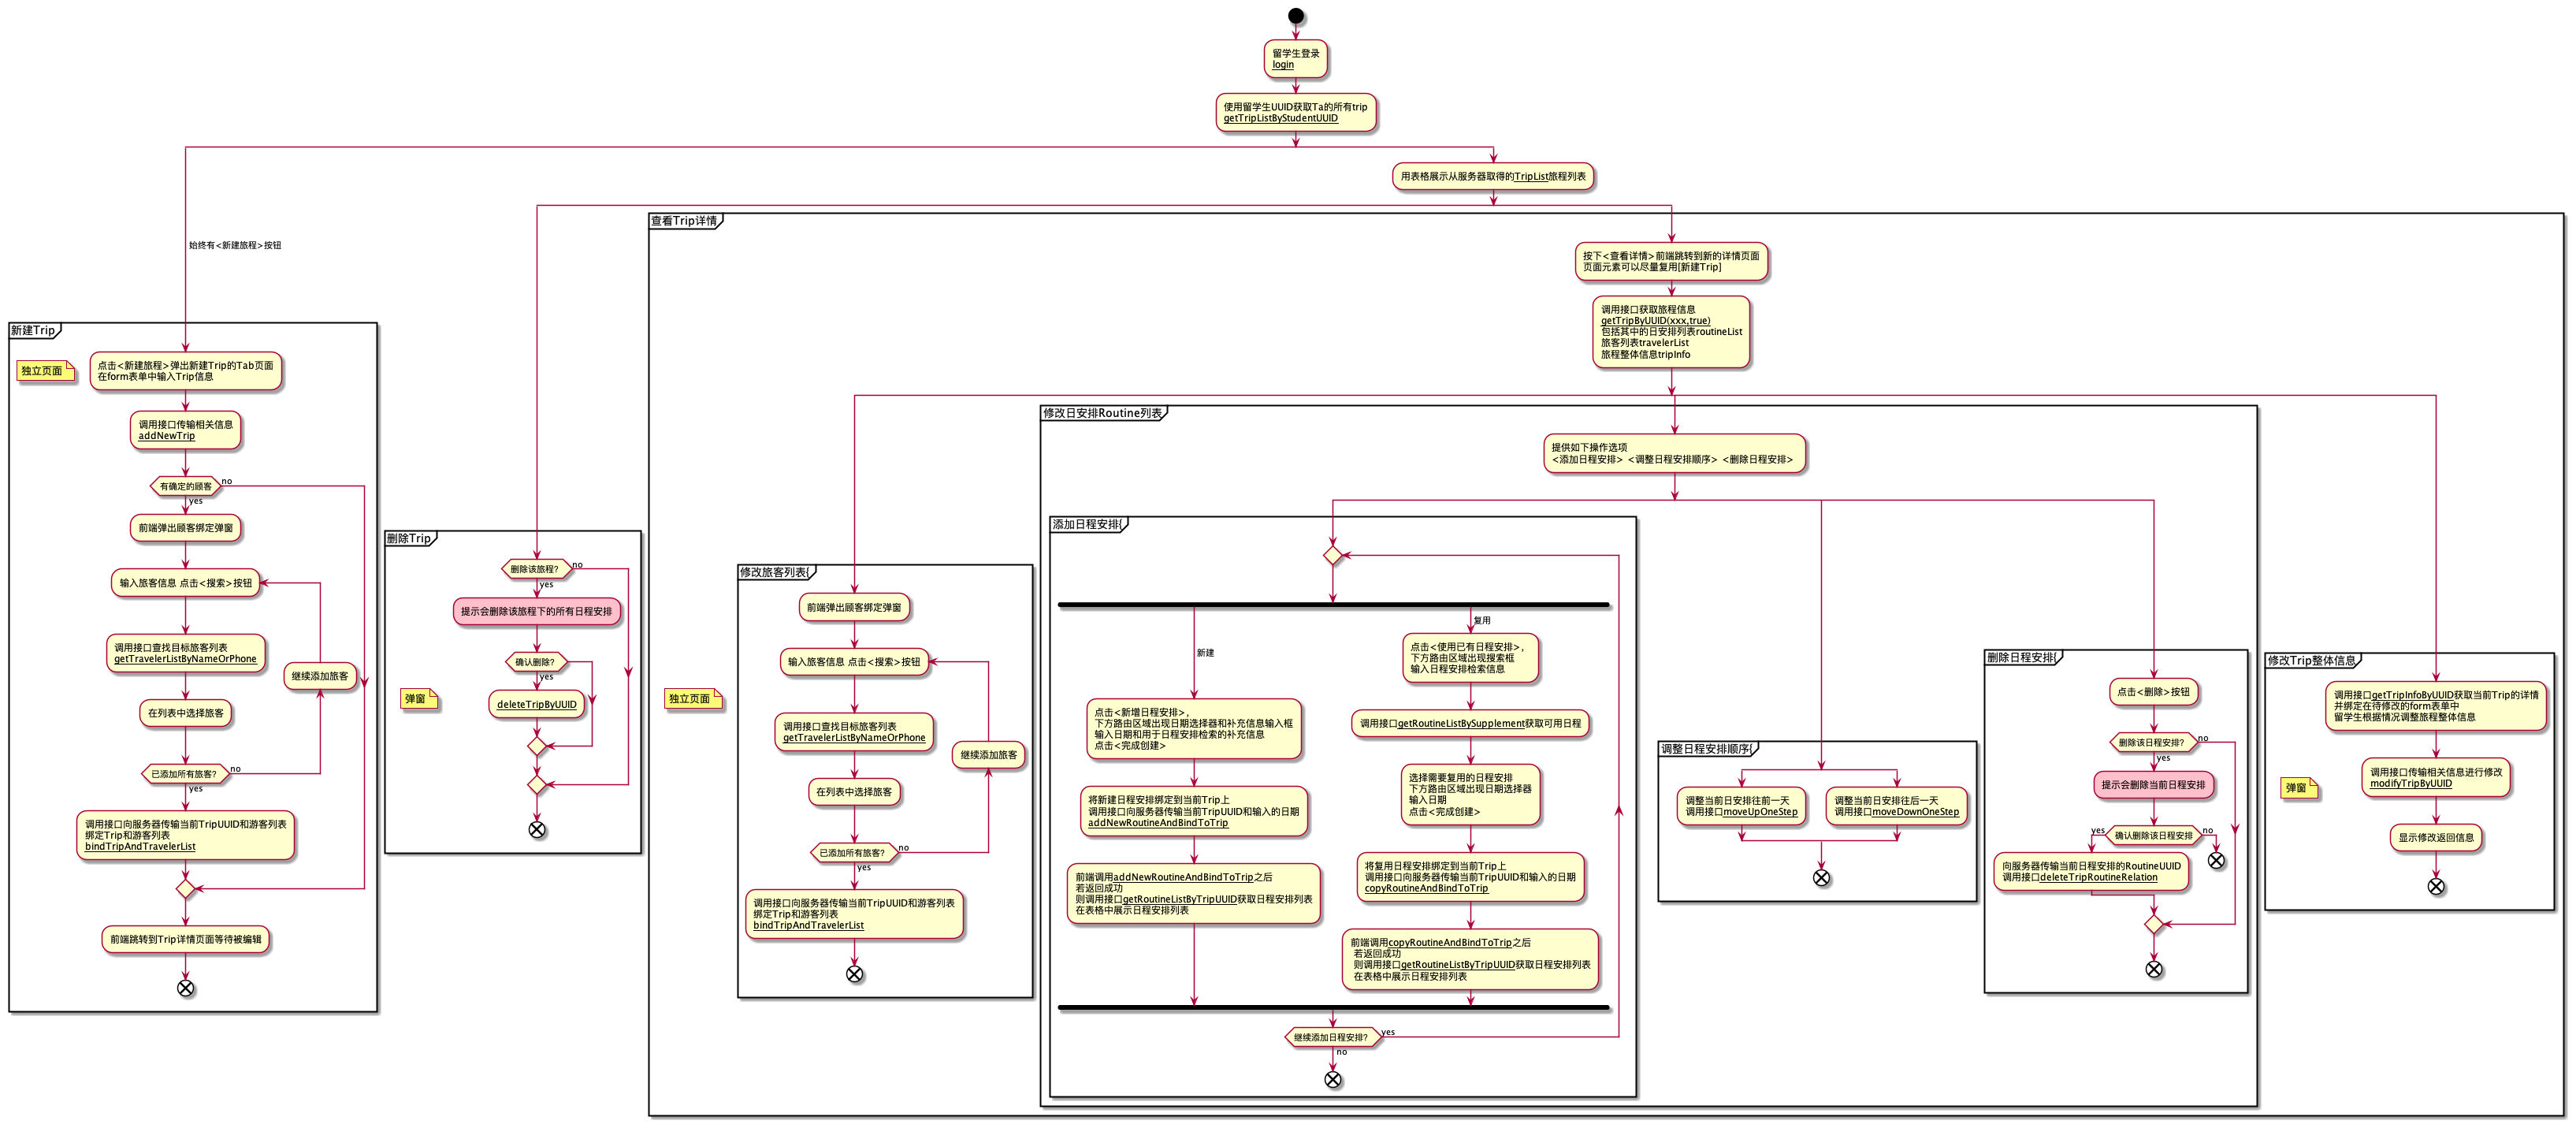 留学生登录
login
使用留学生UUID获取Ta的所有trip
getTripListByStudentUUID
始终有<新建旅程>按钮
新建Trip
独立页面
点击<新建旅程>弹出新建Trip的Tab页面
在form表单中输入Trip信息
调用接口传输相关信息
addNewTrip
有确定的顾客
no
yes
前端弹出顾客绑定弹窗
输入旅客信息 点击<搜索>按钮
调用接口查找目标旅客列表
getTravelerListByNameOrPhone
继续添加旅客
在列表中选择旅客
已添加所有旅客?
no
yes
调用接口向服务器传输当前TripUUID和游客列表
绑定Trip和游客列表
bindTripAndTravelerList
前端跳转到Trip详情页面等待被编辑
用表格展示从服务器取得的TripList旅程列表
删除Trip
弹窗
删除该旅程?
no
yes
提示会删除该旅程下的所有日程安排
确认删除?
yes
deleteTripByUUID
查看Trip详情
独立页面
按下<查看详情>前端跳转到新的详情页面
页面元素可以尽量复用[新建Trip]
调用接口获取旅程信息
getTripByUUID(xxx,true)
包括其中的日安排列表routineList
旅客列表travelerList
旅程整体信息tripInfo
修改旅客列表{
前端弹出顾客绑定弹窗
输入旅客信息 点击<搜索>按钮
调用接口查找目标旅客列表
getTravelerListByNameOrPhone
继续添加旅客
在列表中选择旅客
已添加所有旅客?
no
yes
调用接口向服务器传输当前TripUUID和游客列表
绑定Trip和游客列表
bindTripAndTravelerList
修改日安排Routine列表
提供如下操作选项
<添加日程安排> <调整日程安排顺序> <删除日程安排>
添加日程安排{
新建
点击<新增日程安排>,
下方路由区域出现日期选择器和补充信息输入框
输入日期和用于日程安排检索的补充信息
点击<完成创建>
将新建日程安排绑定到当前Trip上
调用接口向服务器传输当前TripUUID和输入的日期
addNewRoutineAndBindToTrip
前端调用addNewRoutineAndBindToTrip之后
若返回成功
则调用接口getRoutineListByTripUUID获取日程安排列表
在表格中展示日程安排列表
复用
点击<使用已有日程安排>,
下方路由区域出现搜索框
输入日程安排检索信息
调用接口getRoutineListBySupplement获取可用日程
选择需要复用的日程安排
下方路由区域出现日期选择器
输入日期
点击<完成创建>
将复用日程安排绑定到当前Trip上
调用接口向服务器传输当前TripUUID和输入的日期
copyRoutineAndBindToTrip
前端调用copyRoutineAndBindToTrip之后
若返回成功
则调用接口getRoutineListByTripUUID获取日程安排列表
在表格中展示日程安排列表
继续添加日程安排?
yes
no
调整日程安排顺序{
调整当前日安排往前一天
调用接口moveUpOneStep
调整当前日安排往后一天
调用接口moveDownOneStep
删除日程安排{
点击<删除>按钮
删除该日程安排?
no
yes
提示会删除当前日程安排
yes
确认删除该日程安排
no
向服务器传输当前日程安排的RoutineUUID
调用接口deleteTripRoutineRelation
修改Trip整体信息
弹窗
调用接口getTripInfoByUUID获取当前Trip的详情
并绑定在待修改的form表单中
留学生根据情况调整旅程整体信息
调用接口传输相关信息进行修改
modifyTripByUUID
显示修改返回信息